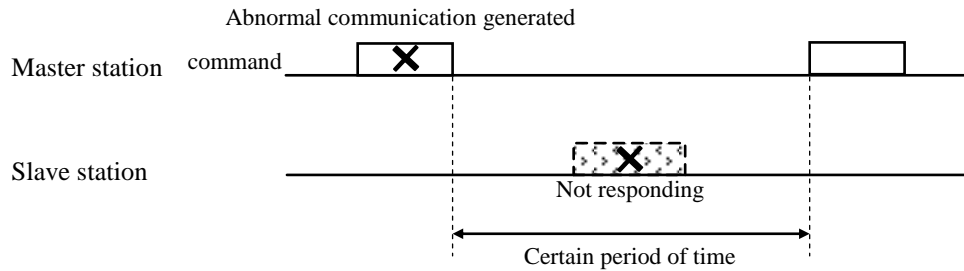 Abnormal communication generated
Master station
command
Slave station
Not responding
Certain period of time